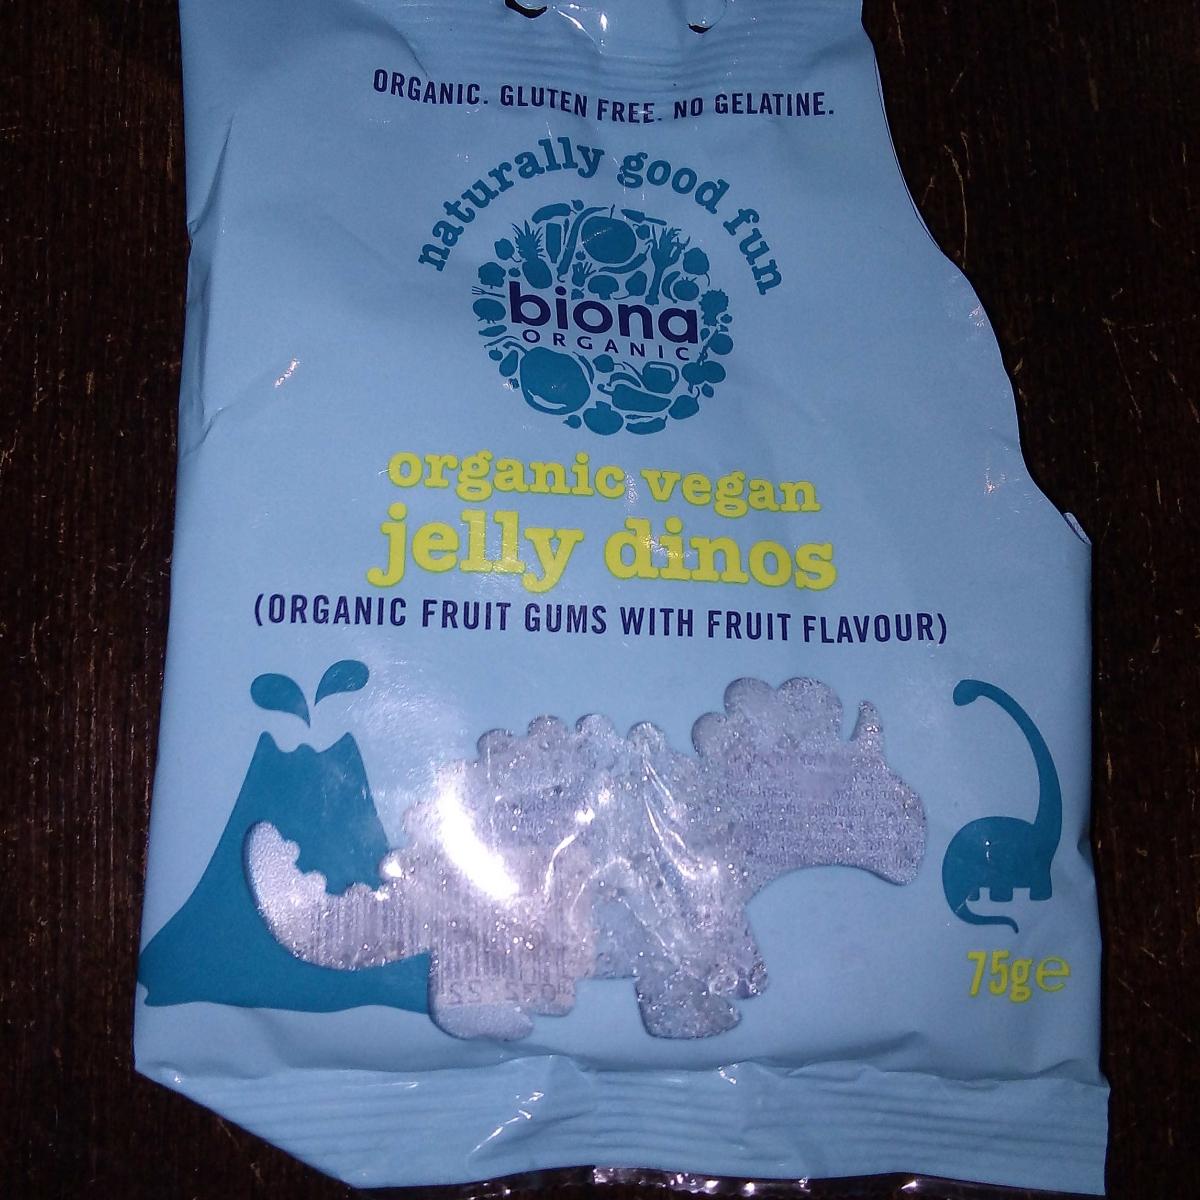 ORGANIC. GLUTEN FREE. NO GELATINE.
naturally good fun
biona
ORGANIC
organic vegan
jelly dinos
(ORGANIC FRUIT GUMS WITH FRUIT FLAVOUR)
75g℮